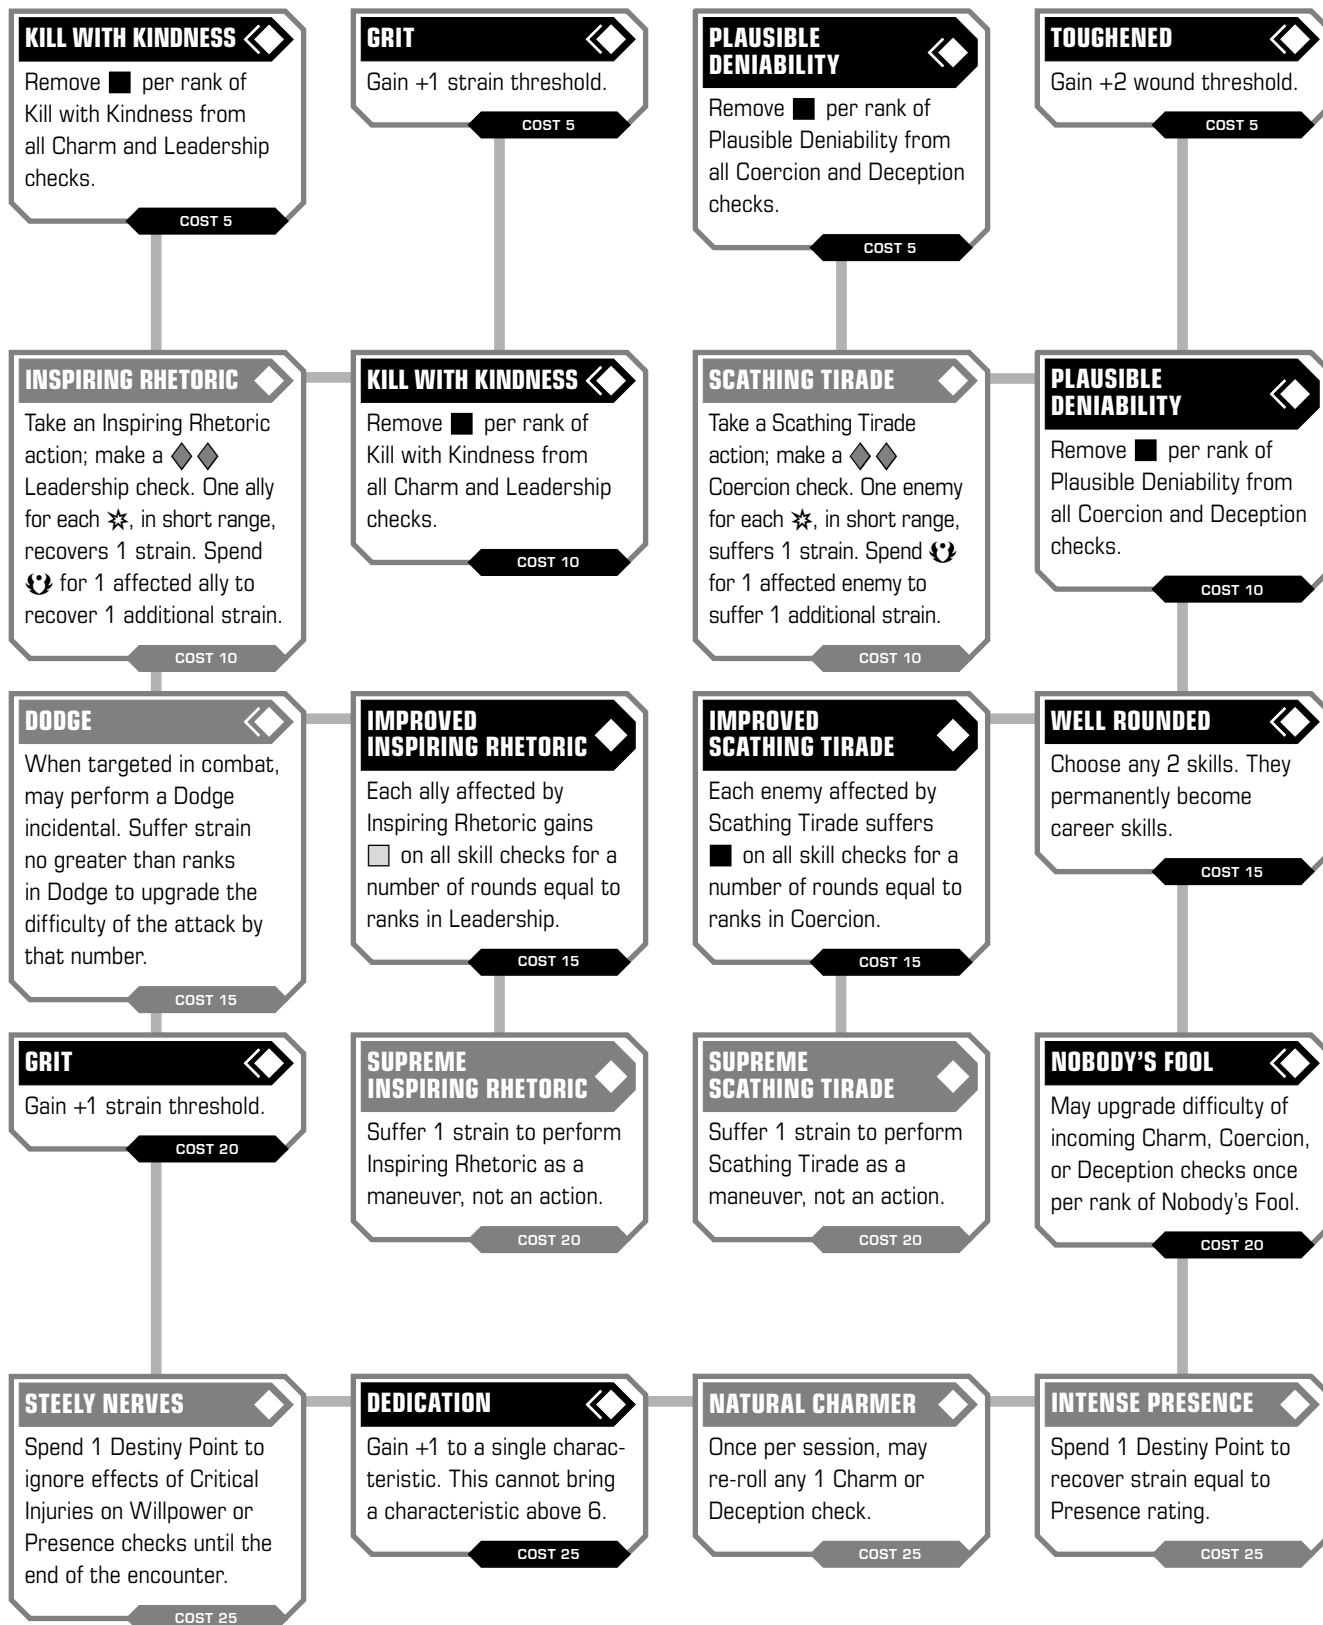 KILL WITH KINDNESS
Remove per rank of
Kill with Kindness from
all Charm and Leadership
checks.
COST 5
GRIT
Gain +1 strain threshold.
COST 5
PLAUSIBLE
DENIABILITY
Remove per rank of
Plausible Deniability from
all Coercion and Deception
checks.
COST 5
TOUGHENED
Gain +2 wound threshold.
COST 5
INSPIRING RHETORIC
Take an Inspiring Rhetoric
action; make a
Leadership check. One ally
for each , in short range,
recovers 1 strain. Spend
for 1 affected ally to
recover 1 additional strain.
COST 10
KILL WITH KINDNESS
Remove per rank of
Kill with Kindness from
all Charm and Leadership
checks.
COST 10
SCATHING TIRADE
Take a Scathing Tirade
action; make a
Coercion check. One enemy
for each , in short range,
suffers 1 strain. Spend
for 1 affected enemy to
suffer 1 additional strain.
COST 10
PLAUSIBLE
DENIABILITY
Remove per rank of
Plausible Deniability from
all Coercion and Deception
checks.
COST 10
DODGE
When targeted in combat,
may perform a Dodge
incidental. Suffer strain
no greater than ranks
in Dodge to upgrade the
difficulty of the attack by
that number.
COST 15
IMPROVED
INSPIRING RHETORIC
Each ally affected by
Inspiring Rhetoric gains
on all skill checks for a
number of rounds equal to
ranks in Leadership.
COST 15
IMPROVED
SCATHING TIRADE
Each enemy affected by
Scathing Tirade suffers
on all skill checks for a
number of rounds equal to
ranks in Coercion.
COST 15
WELL ROUNDED
Choose any 2 skills. They
permanently become
career skills.
COST 15
GRIT
Gain +1 strain threshold.
COST 20
SUPREME
INSPIRING RHETORIC
Suffer 1 strain to perform
Inspiring Rhetoric as a
maneuver, not an action.
COST 20
SUPREME
SCATHING TIRADE
Suffer 1 strain to perform
Scathing Tirade as a
maneuver, not an action.
COST 20
NOBODY'S FOOL
May upgrade difficulty of
incoming Charm, Coercion,
or Deception checks once
per rank of Nobody's Fool.
COST 20
STEELY NERVES
Spend 1 Destiny Point to
ignore effects of Critical
Injuries on Willpower or
Presence checks until the
end of the encounter.
COST 25
DEDICATION
Gain +1 to a single charac-
teristic. This cannot bring
a characteristic above 6.
COST 25
NATURAL CHARMER
Once per session, may
re-roll any 1 Charm or
Deception check.
COST 25
INTENSE PRESENCE
Spend 1 Destiny Point to
recover strain equal to
Presence rating.
COST 25